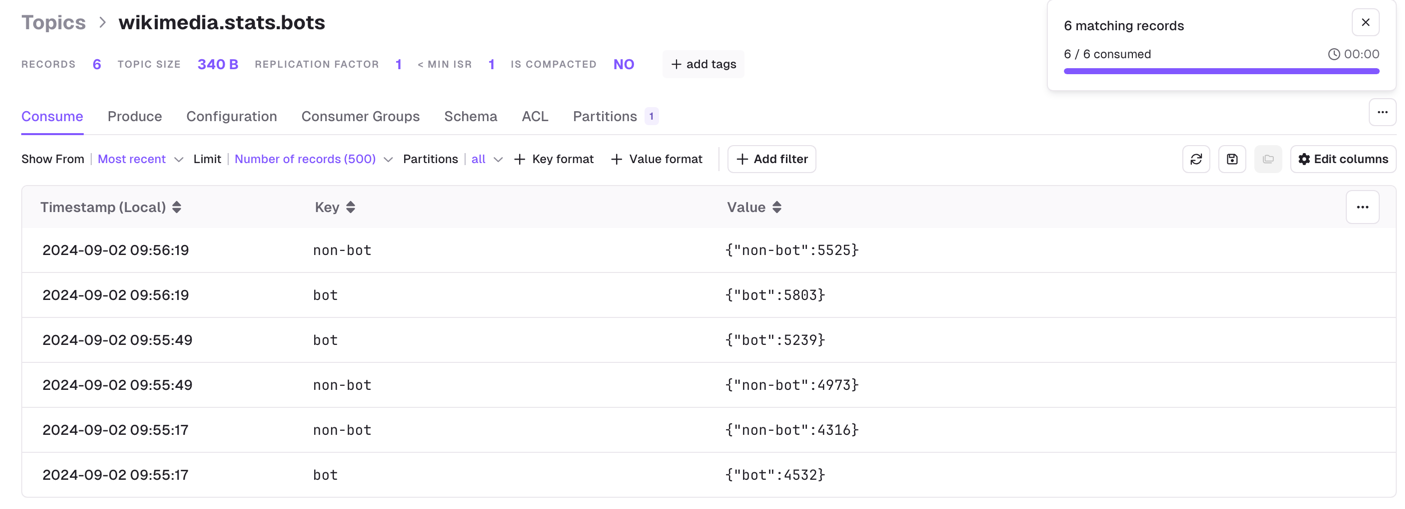 Topics > wikimedia.stats.bots
6 matching records
6 / 6 consumed 00:00
RECORDS 6 TOPIC SIZE 340 B REPLICATION FACTOR 1 < MIN ISR 1 IS COMPACTED NO + add tags
Consume Produce Configuration Consumer Groups Schema ACL Partitions 1
Show From Most recent Limit Number of records (500) Partitions all + Key format + Value format + Add filter Edit columns
Timestamp (Local) Key Value
2024-09-02 09:56:19 non-bot {"non-bot":5525}
2024-09-02 09:56:19 bot {"bot":5803}
2024-09-02 09:55:49 bot {"bot":5239}
2024-09-02 09:55:49 non-bot {"non-bot":4973}
2024-09-02 09:55:17 non-bot {"non-bot":4316}
2024-09-02 09:55:17 bot {"bot":4532}